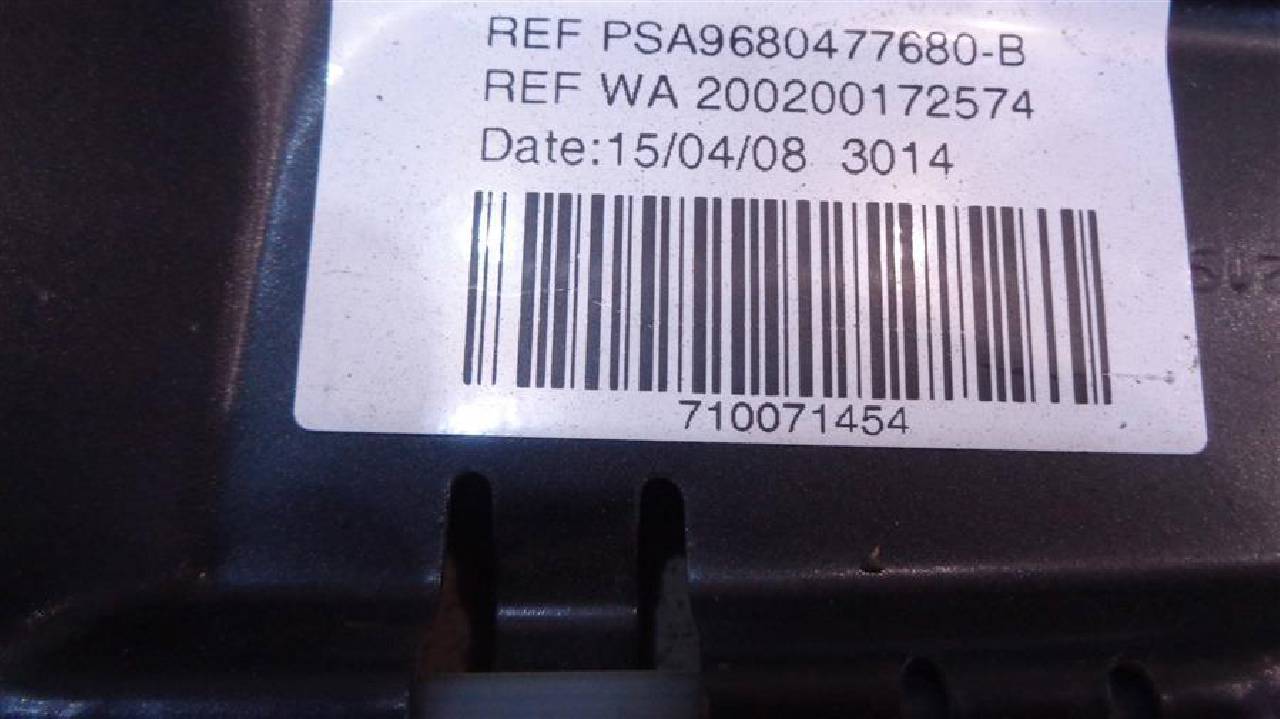 REF PSA9680477680-B
REF WA 200200172574
Date:15/04/08 3014
710071454